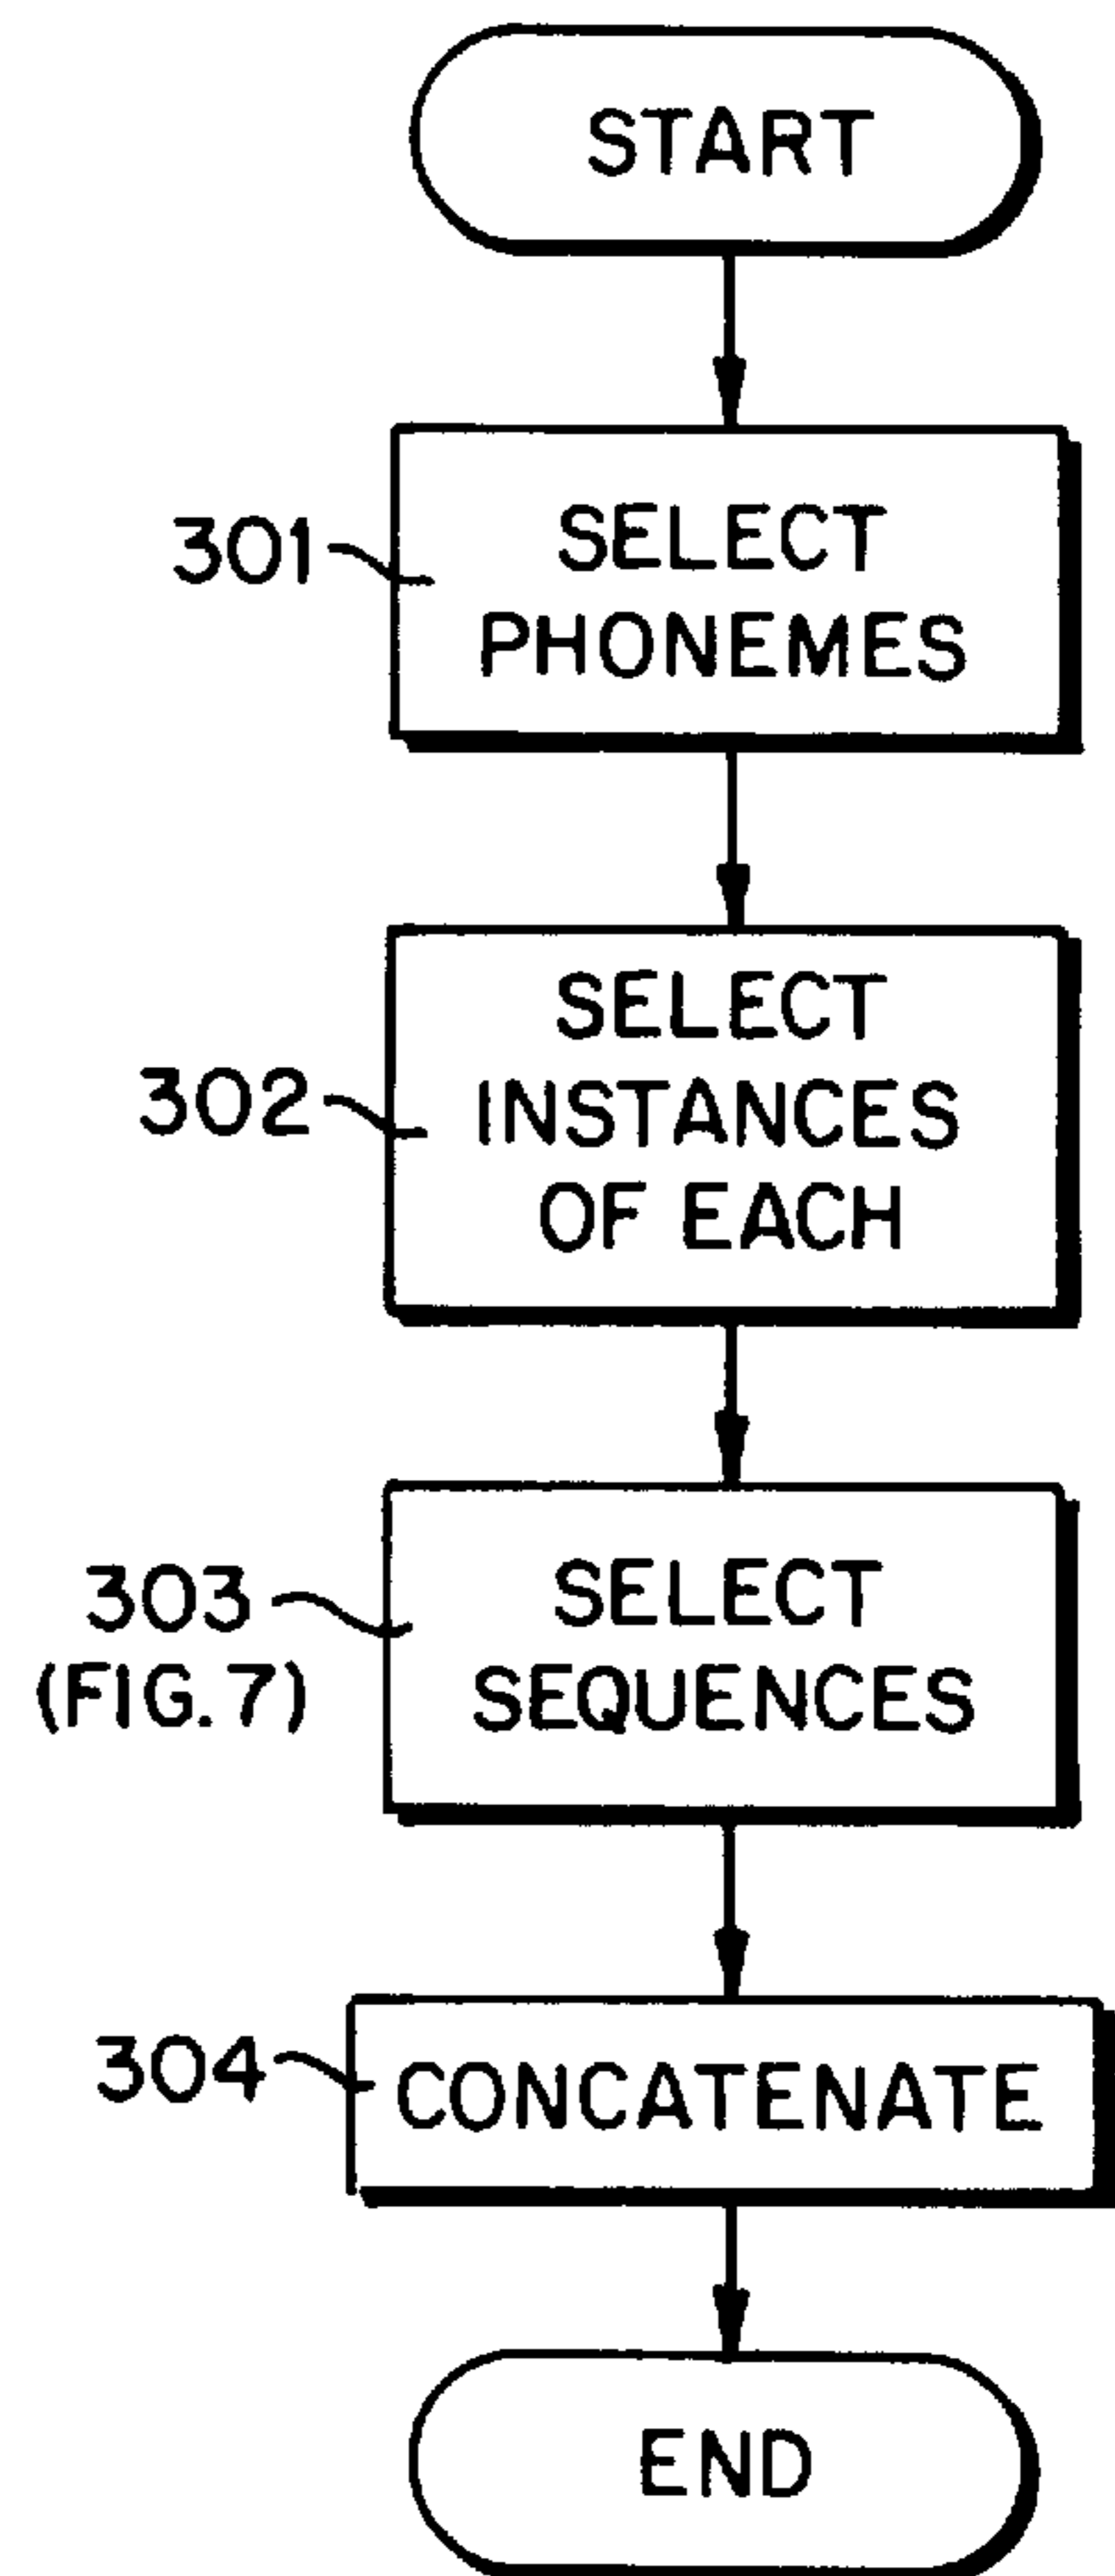 START
301
SELECT
PHONEMES
302
SELECT
INSTANCES
OF EACH
303
(FIG. 7)
SELECT
SEQUENCES
304
CONCATENATE
END